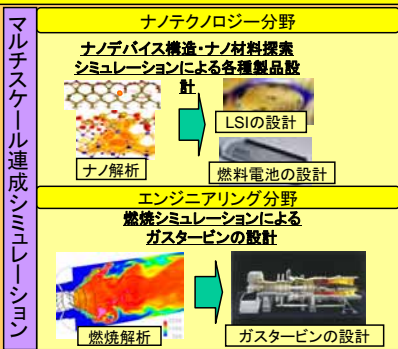 マルチスケール連成シミュレーション
ナノテクノロジー分野
ナノデバイス構造・ナノ材料探索
シミュレーションによる各種製品設
計
LSIの設計
ナノ解析
燃料電池の設計
エンジニアリング分野
燃焼シミュレーションによる
ガスタービンの設計
燃焼解析
ガスタービンの設計